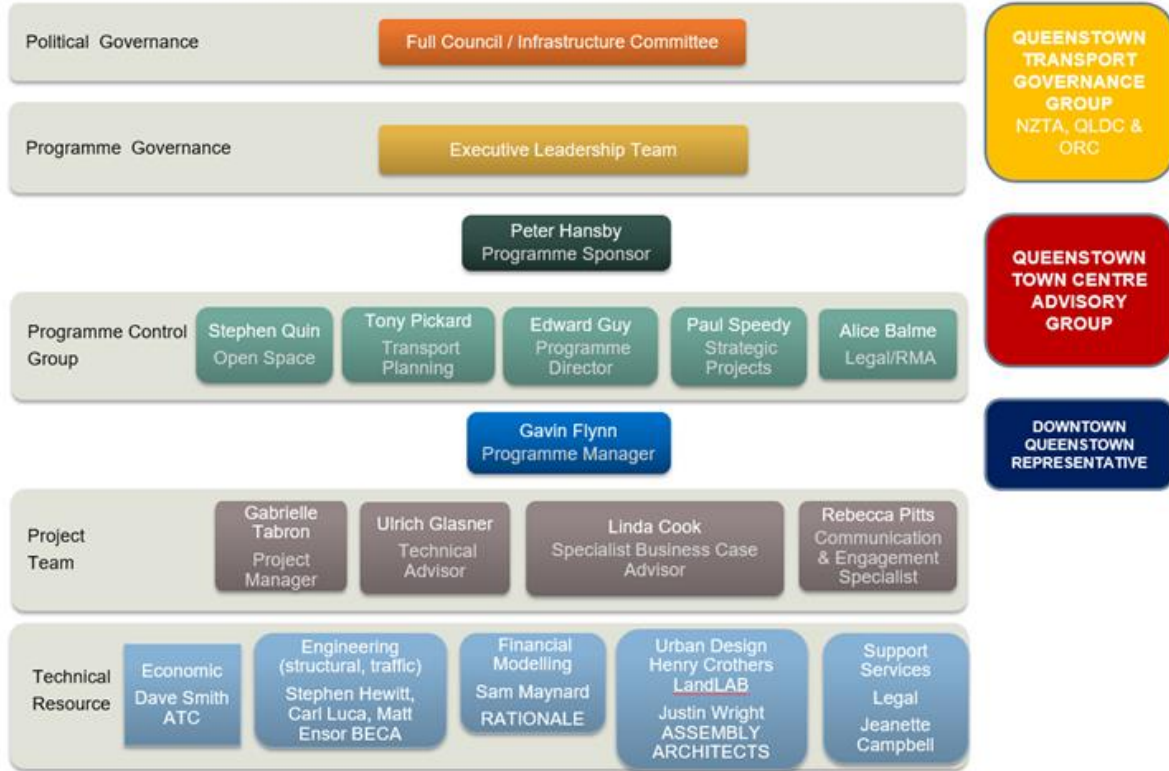 Political Governance
Full Council / Infrastructure Committee
Programme Governance
Executive Leadership Team
Peter Hansby
Programme Sponsor
Programme Control
Group
Stephen Quin
Open Space
Tony Pickard
Transport
Planning
Edward Guy
Programme
Director
Paul Speedy
Strategic
Projects
Alice Balme
Legal/RMA
Gavin Flynn
Programme Manager
Project
Team
Gabrielle
Tabron
Project
Manager
Ulrich Glasner
Technical
Advisor
Linda Cook
Specialist Business Case
Advisor
Rebecca Pitts
Communication
& Engagement
Specialist
Technical
Resource
Economic
Dave Smith
ATC
Engineering
(structural, traffic)
Stephen Hewitt,
Carl Luca, Matt
Ensor BECA
Financial
Modelling
Sam Maynard
RATIONALE
Urban Design
Henry Crothers
LandLAB
Justin Wright
ASSEMBLY
ARCHITECTS
Support
Services
Legal
Jeanette
Campbell
QUEENSTOWN
TRANSPORT
GOVERNANCE
GROUP
NZTA, QLDC &
ORC
QUEENSTOWN
TOWN CENTRE
ADVISORY
GROUP
DOWNTOWN
QUEENSTOWN
REPRESENTATIVE